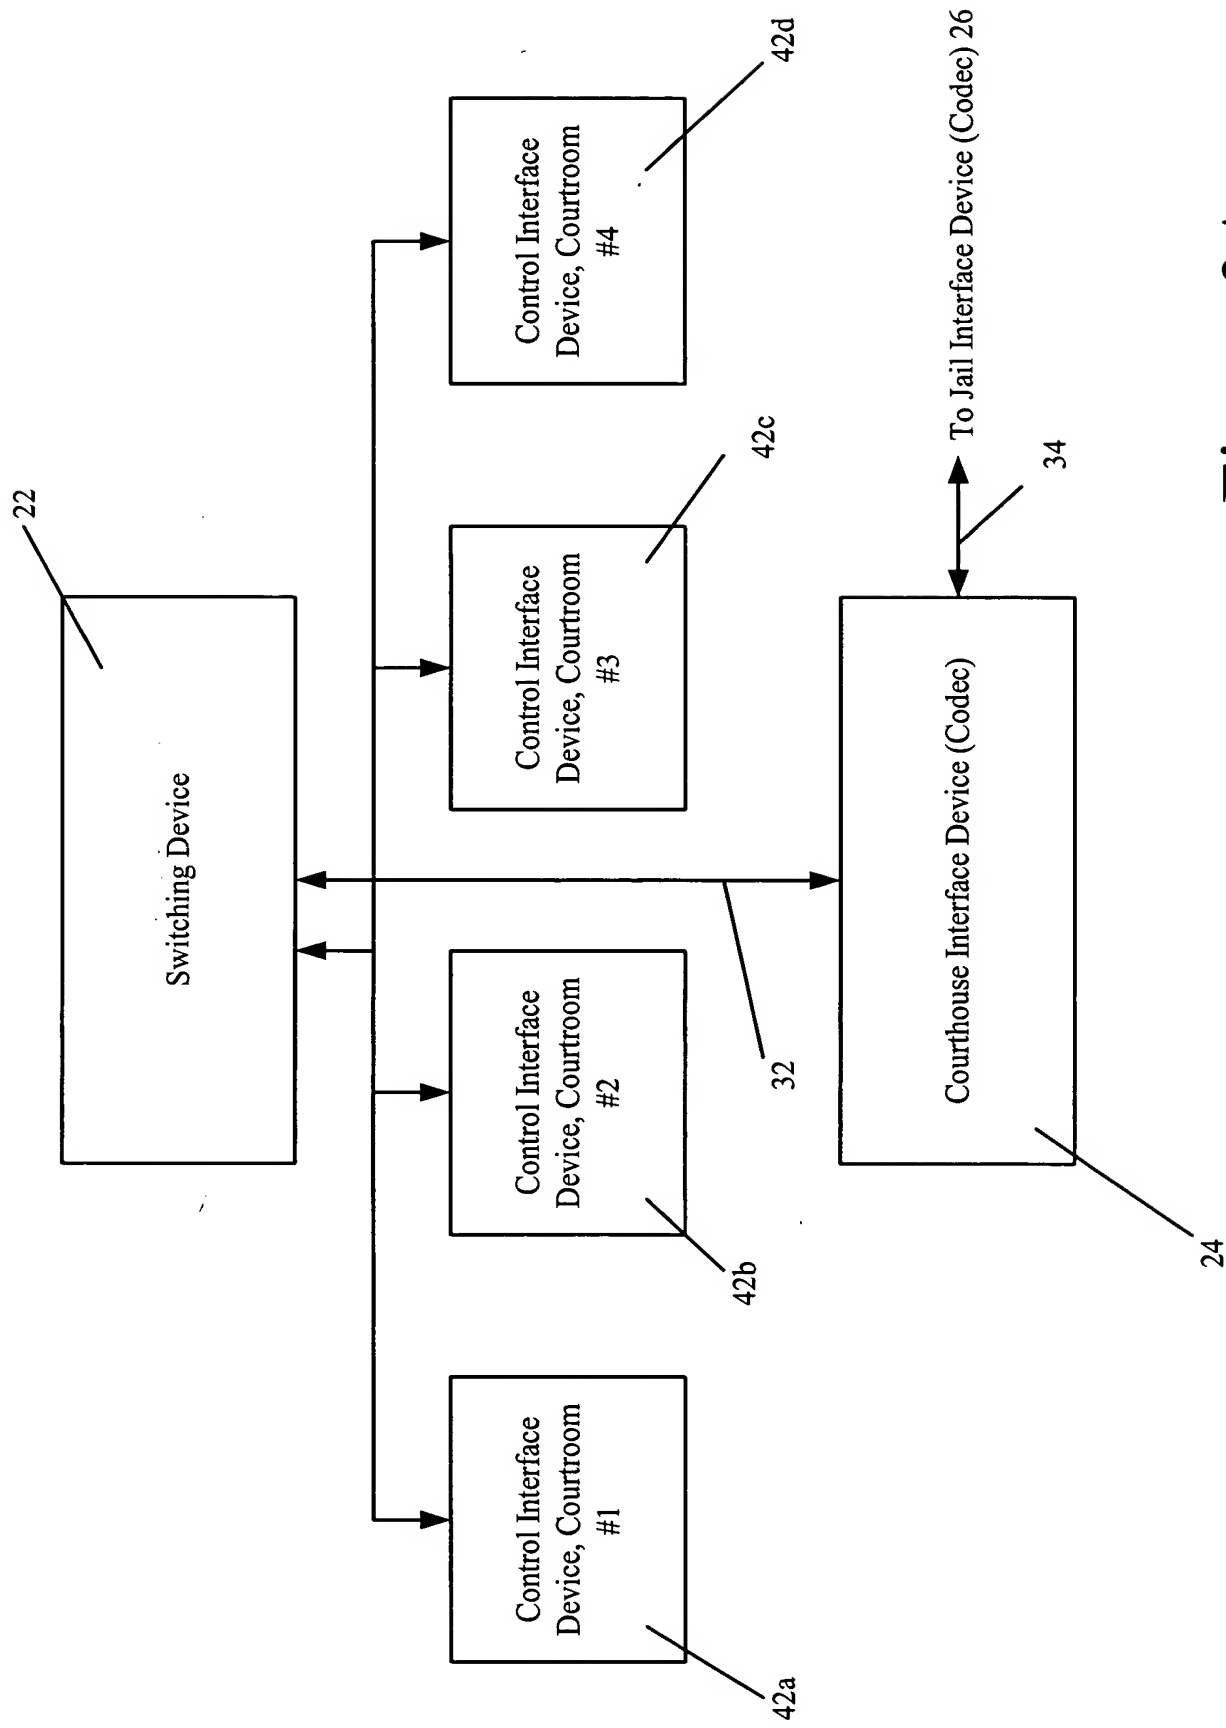 22
Switching Device
Control Interface
Device, Courtroom
#1
42a
Control Interface
Device, Courtroom
#2
42b
Control Interface
Device, Courtroom
#3
42c
Control Interface
Device, Courtroom
#4
42d
32
Courthouse Interface Device (Codec)
24
34
To Jail Interface Device (Codec) 26